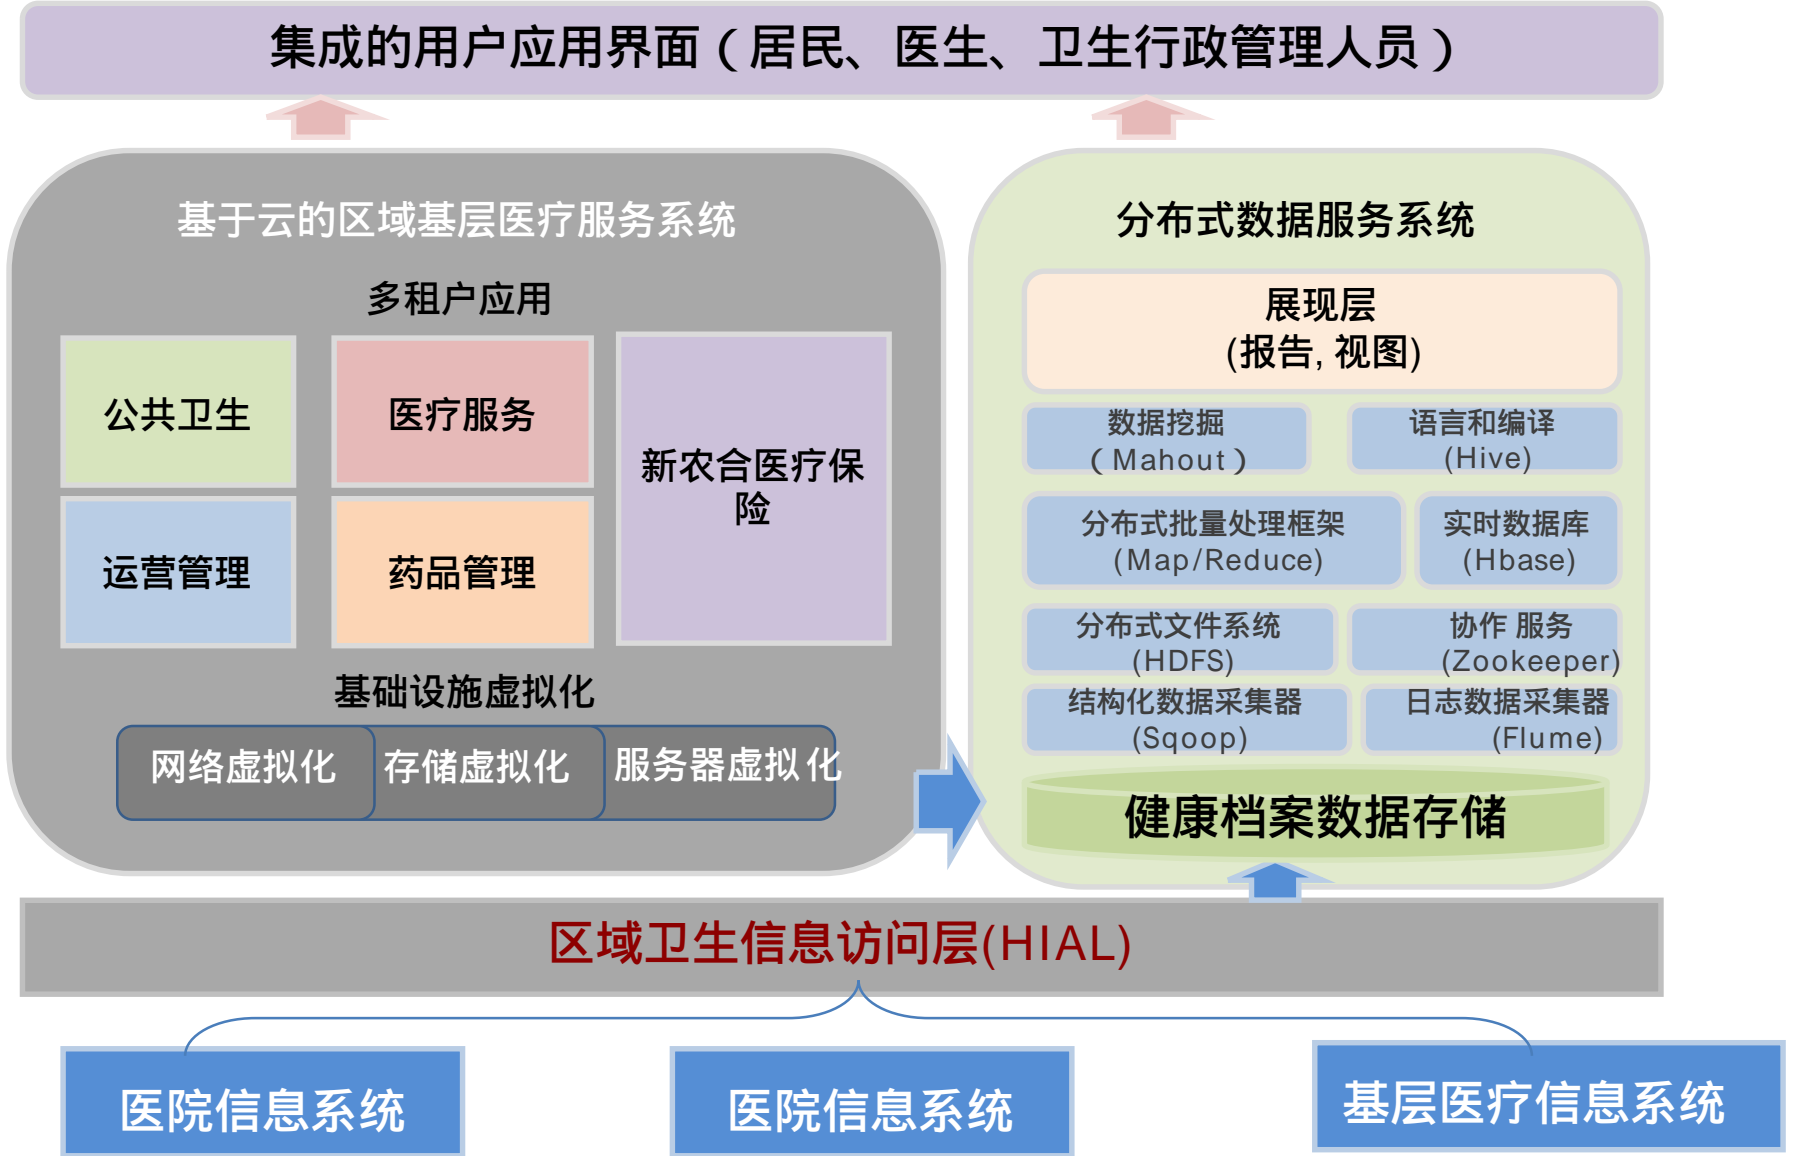 集成的用户应用界面（居民、医生、卫生行政管理人员）
基于云的区域基层医疗服务系统
多租户应用
公共卫生
医疗服务
新农合医疗保
险
运营管理
药品管理
基础设施虚拟化
网络虚拟化
存储虚拟化
服务器虚拟化
分布式数据服务系统
展现层
(报告, 视图)
数据挖掘
（Mahout）
语言和编译
(Hive)
分布式批量处理框架
(Map/Reduce)
实时数据库
(Hbase)
分布式文件系统
(HDFS)
协作 服务
(Zookeeper)
结构化数据采集器
(Sqoop)
日志数据采集器
(Flume)
健康档案数据存储
区域卫生信息访问层(HIAL)
医院信息系统
医院信息系统
基层医疗信息系统